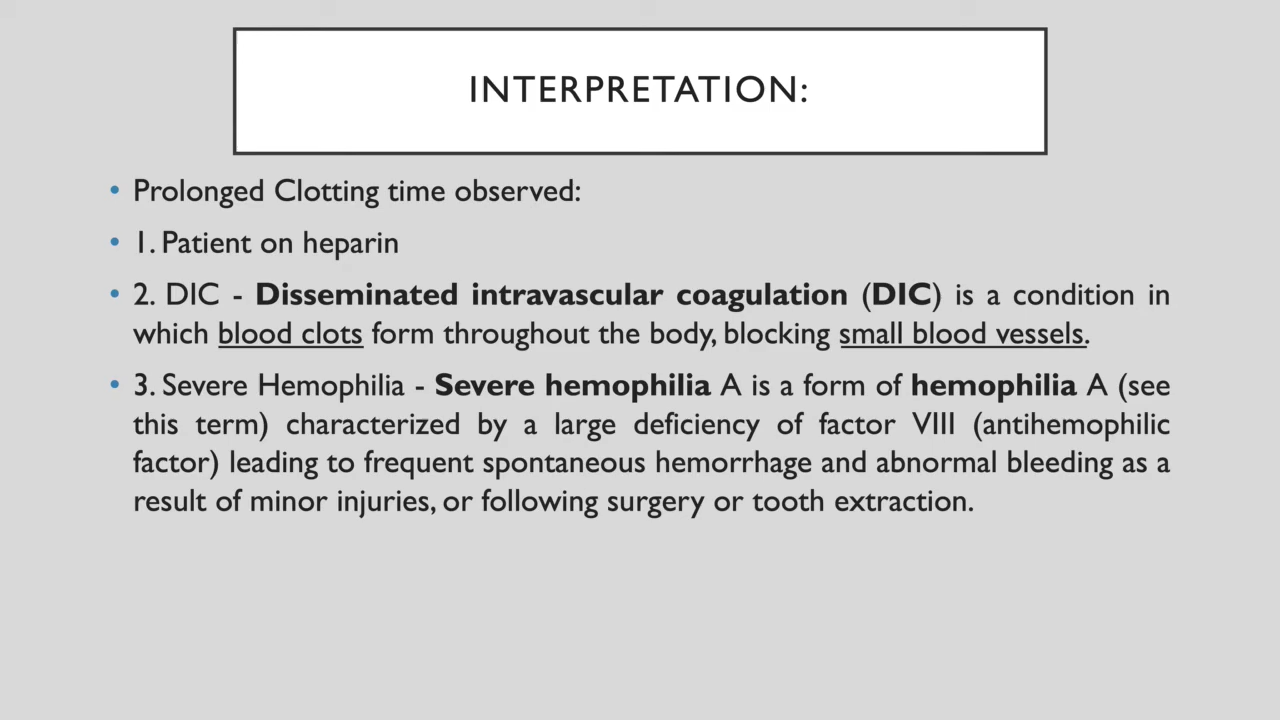 INTERPRETATION:
• Prolonged Clotting time observed:
• 1. Patient on heparin
• 2. DIC - Disseminated intravascular coagulation (DIC) is a condition in
which blood clots form throughout the body, blocking small blood vessels.
• 3. Severe Hemophilia - Severe hemophilia A is a form of hemophilia A (see
this term) characterized by a large deficiency of factor VIII (antihemophilic
factor) leading to frequent spontaneous hemorrhage and abnormal bleeding as a
result of minor injuries, or following surgery or tooth extraction.